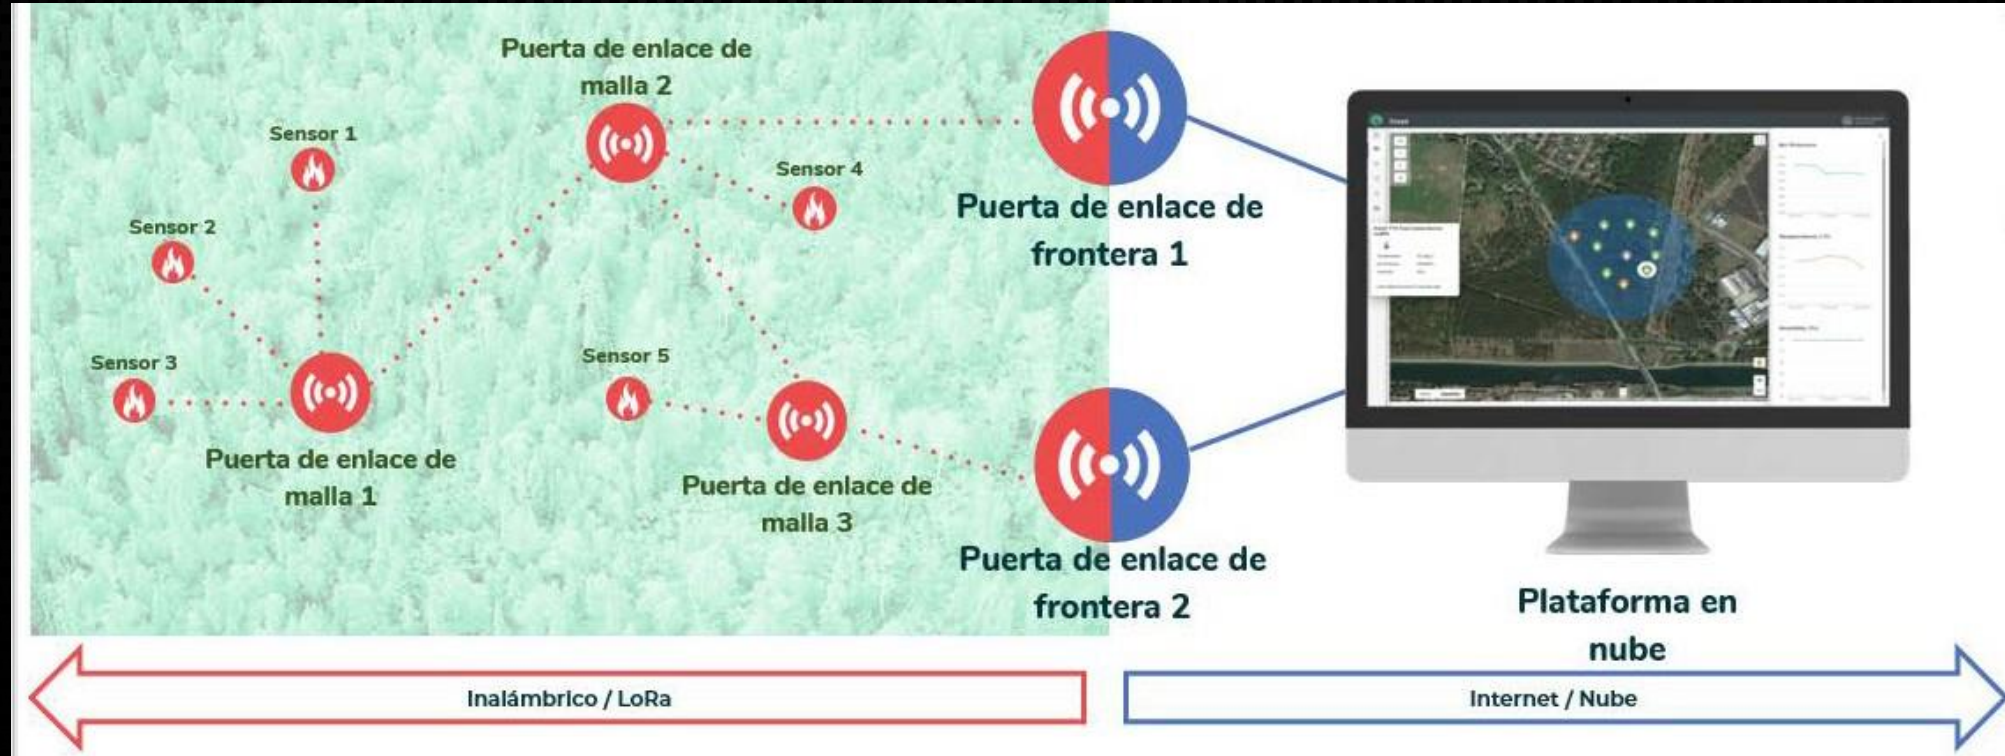 Puerta de enlace de
malla 2
Sensor 1
Sensor 4
Sensor 2
Puerta de enlace de
frontera 1
Sensor 3
Sensor 5
Puerta de enlace de
malla 1
Puerta de enlace de
malla 3
Puerta de enlace de
frontera 2
Plataforma en
nube
Inalámbrico / LoRa
Internet / Nube